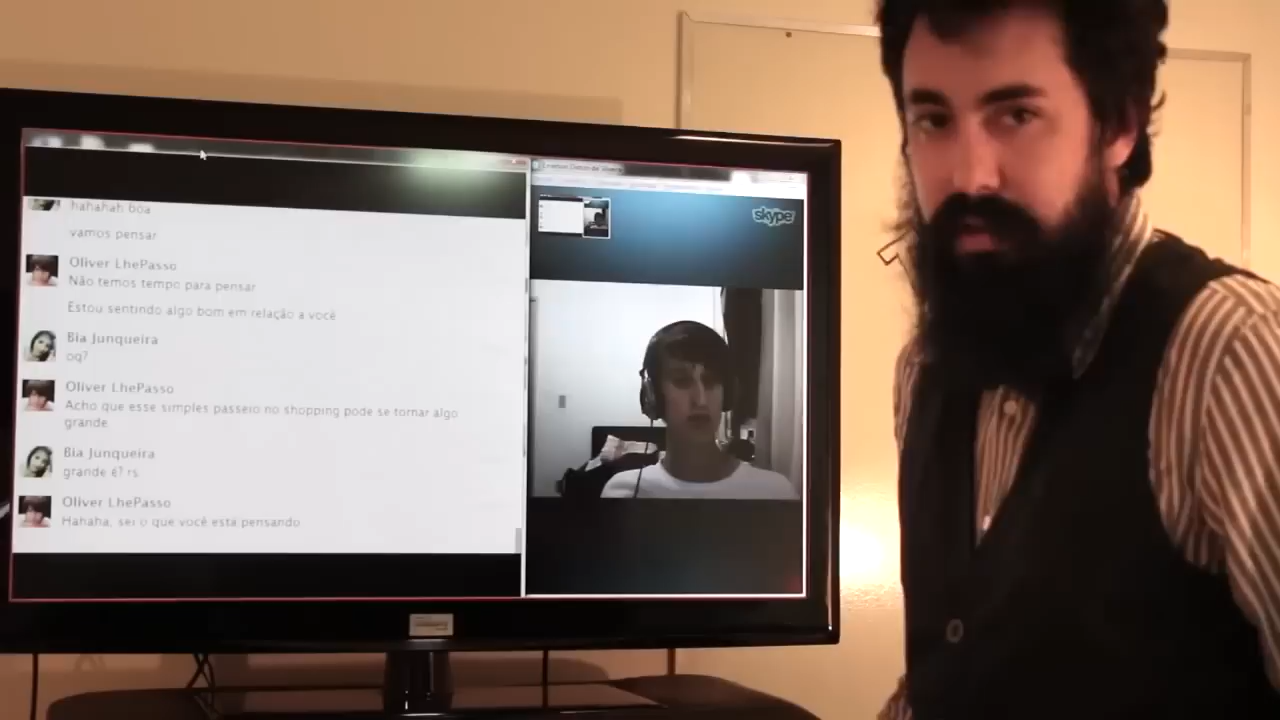 hahahah boa
vamos pensar
Oliver LhePasso
Não temos tempo para pensar
Estou sentindo algo bom em relação a você
Bia Junqueira
oq?
Oliver LhePasso
Acho que esse simples passeio no shopping pode se tornar algo
grande
Bia Junqueira
grande é? rs
Oliver LhePasso
Hahaha, sei o que você está pensando
skype